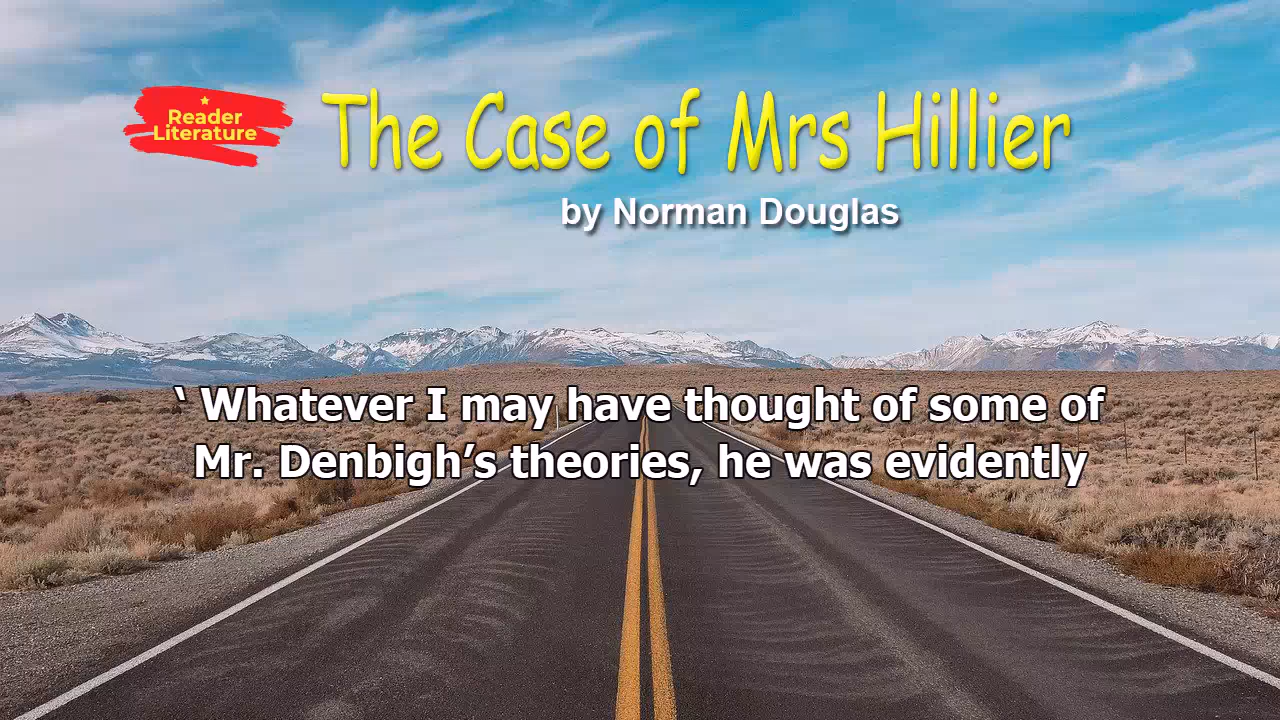 Reader
Literature
The Case of Mrs Hillier
by Norman Douglas
‘ Whatever I may have thought of some of
Mr. Denbigh’s theories, he was evidently